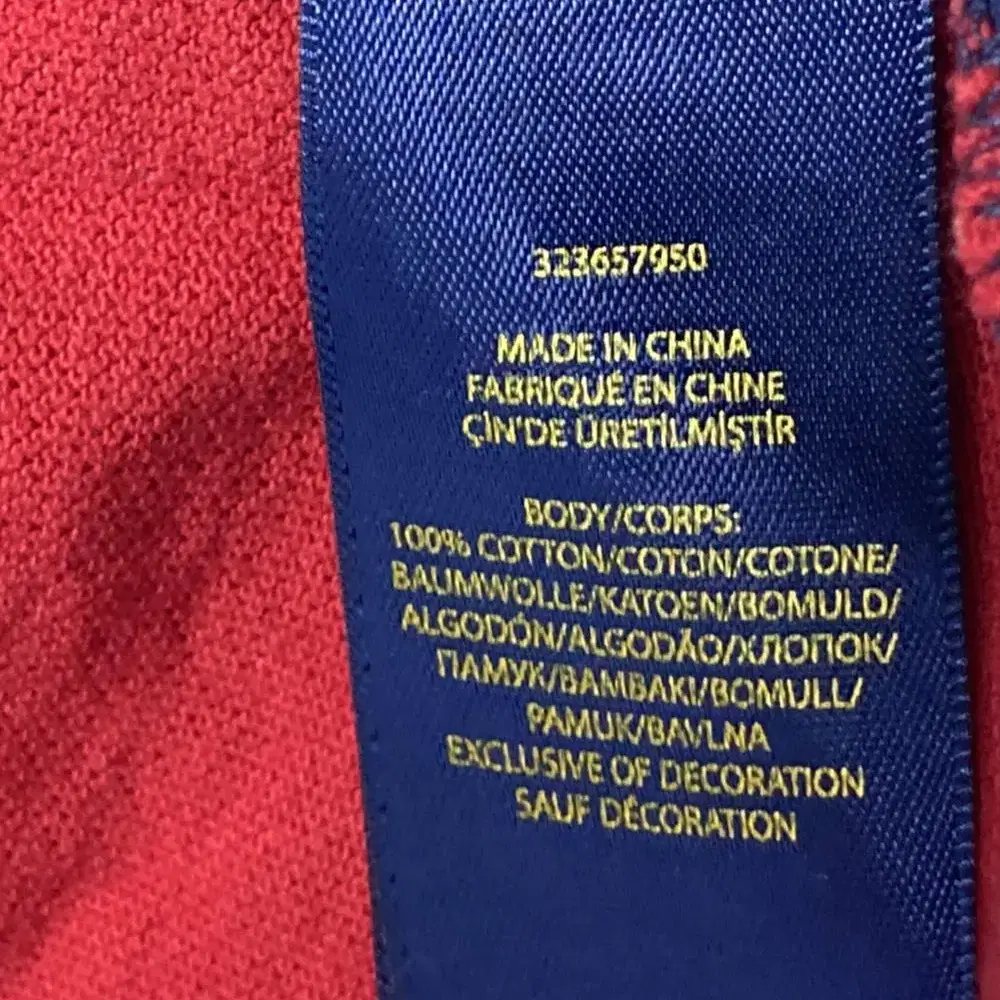 323657950
MADE IN CHINA
FABRIQUÉ EN CHINE
ÇİN'DE ÜRETİLMİŞTİR
BODY/CORPS:
100% COTTON/COTON/COTONE/
BAUMWOLLE/KATOEN/BOMULD/
ALGODÓN/ALGODÃO/ХЛОПОК/
ПАМУК/BAMBAKI/BOMULL/
PAMUK/BAVLNA
EXCLUSIVE OF DECORATION
SAUF DÉCORATION